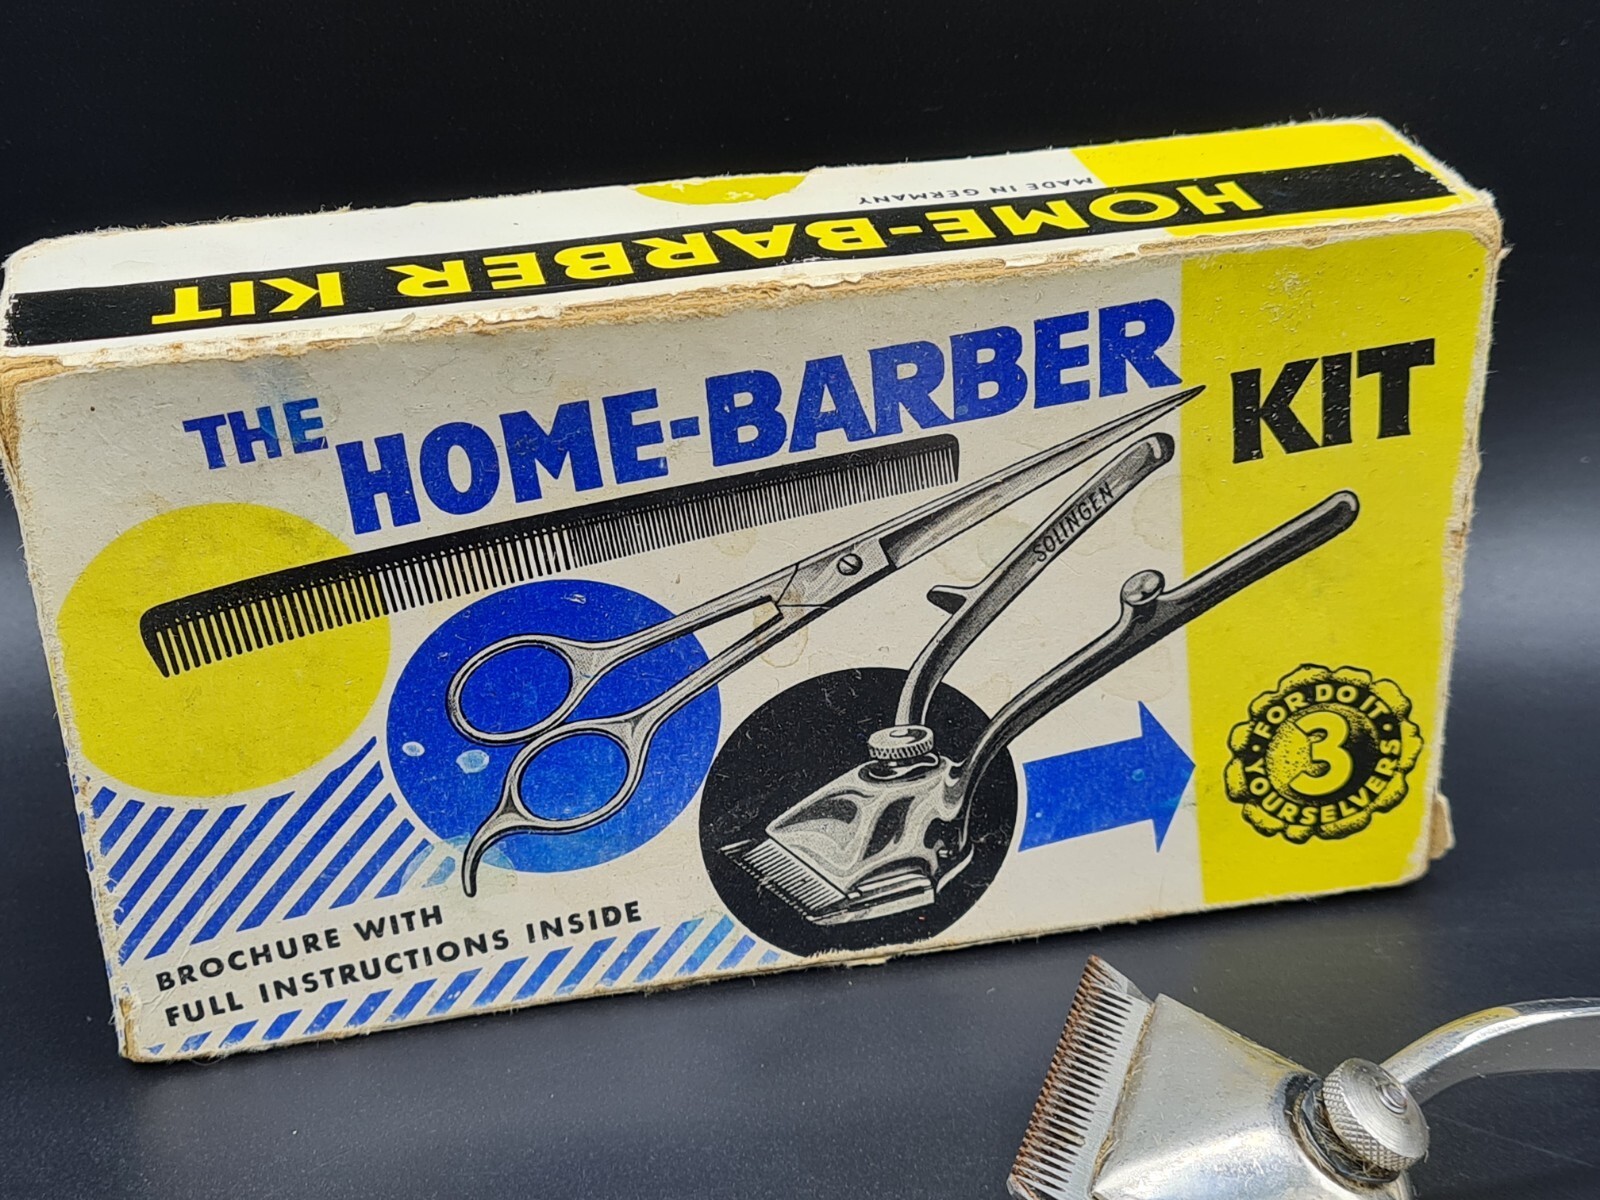 MADE IN GERMANY
HOME-BARBER KIT
THE HOME-BARBER KIT
SOLINGEN
FOR DO IT
3
YOURSELVERS
BROCHURE WITH
FULL INSTRUCTIONS INSIDE